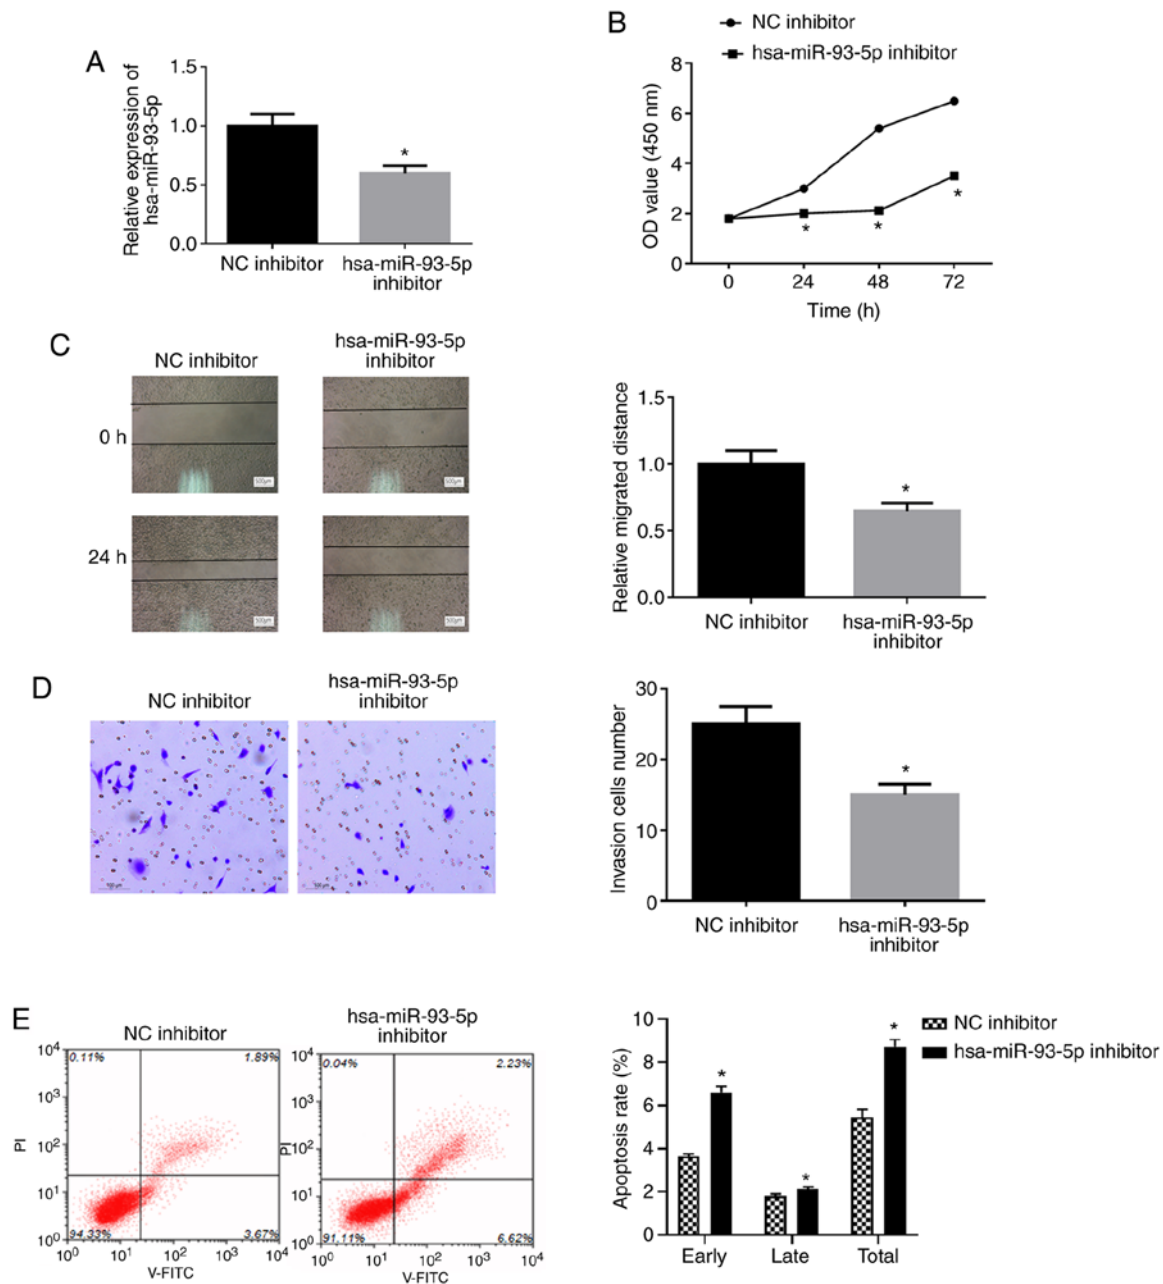 A
Relative expression of
hsa-miR-93-5p
1.5
1.0
0.5
0.0
NC inhibitor
hsa-miR-93-5p
inhibitor
B
NC inhibitor
hsa-miR-93-5p inhibitor
OD value (450 nm)
8
6
4
2
0
*
*
*
0 24 48 72
Time (h)
*
C
NC inhibitor
hsa-miR-93-5p
inhibitor
0 h
500µm
500µm
24 h
500µm
500µm
Relative migrated distance
1.5
1.0
0.5
0.0
*
NC inhibitor
hsa-miR-93-5p
inhibitor
D
NC inhibitor
hsa-miR-93-5p
inhibitor
Invasion cells number
30
20
10
0
*
NC inhibitor
hsa-miR-93-5p
inhibitor
E
NC inhibitor
PI
10⁴
10³
10²
10¹
10⁰
0.11%
1.89%
94.33%
3.67%
10⁰ 10¹ 10² 10³ 10⁴
V-FITC
hsa-miR-93-5p
inhibitor
PI
10⁴
10³
10²
10¹
10⁰
0.04%
2.23%
91.11%
6.62%
10⁰ 10¹ 10² 10³ 10⁴
V-FITC
Apoptosis rate (%)
10
8
6
4
2
0
*
*
*
Early Late Total
NC inhibitor
hsa-miR-93-5p inhibitor